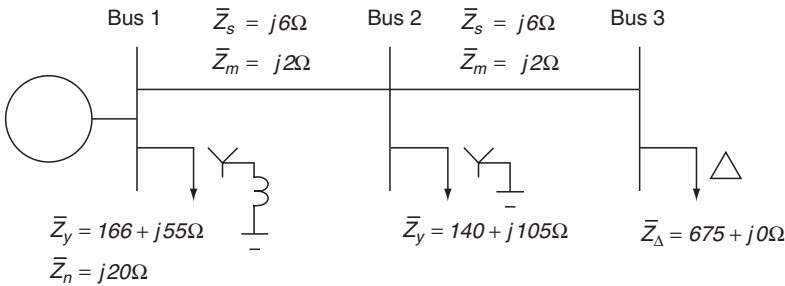 Bus 1
Z̅s = j6Ω
Z̅m = j2Ω
Bus 2
Z̅s = j6Ω
Z̅m = j2Ω
Bus 3
Z̅y = 166 + j55Ω
Z̅n = j20Ω
Z̅y = 140 + j105Ω
Z̅Δ = 675 + j0Ω